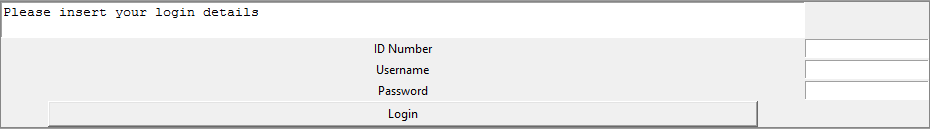 Please insert your login details
ID Number
Username
Password
Login